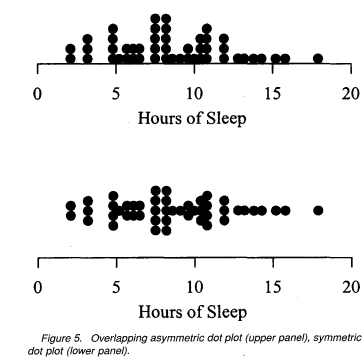 0 5 10 15 20
Hours of Sleep
0 5 10 15 20
Hours of Sleep
Figure 5. Overlapping asymmetric dot plot (upper panel), symmetric
dot plot (lower panel).